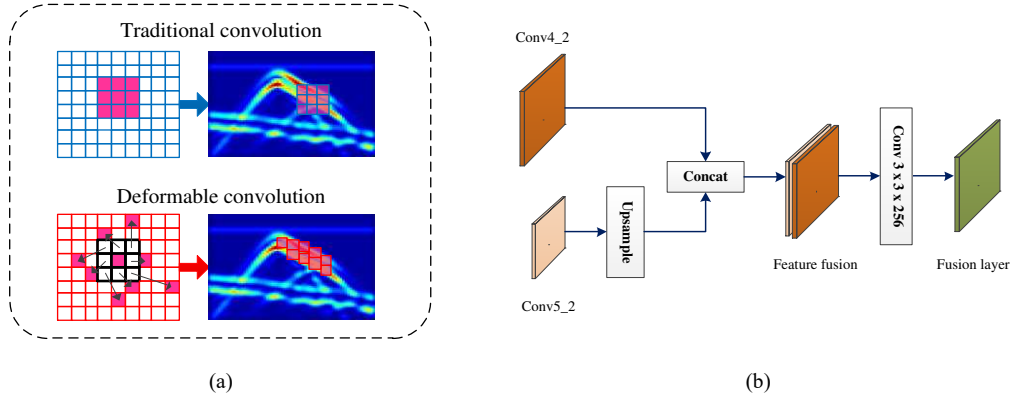 Traditional convolution
Deformable convolution
(a)
Conv4_2
Conv5_2
Upsample
Concat
Feature fusion
Conv 3 x 3 x 256
Fusion layer
(b)